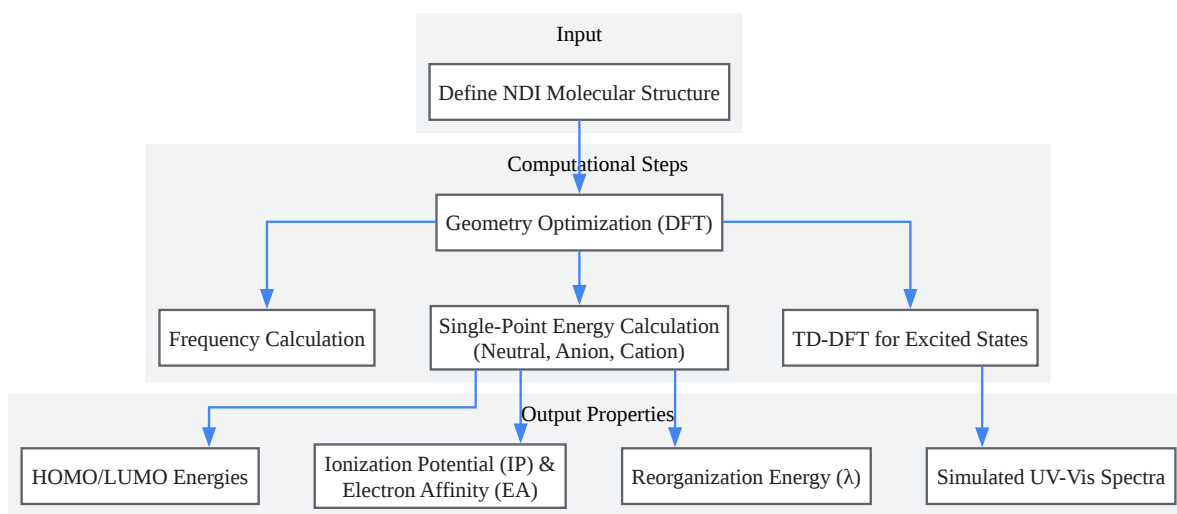 Input
Define NDI Molecular Structure
Computational Steps
Geometry Optimization (DFT)
Frequency Calculation
Single-Point Energy Calculation
(Neutral, Anion, Cation)
TD-DFT for Excited States
Output Properties
HOMO/LUMO Energies
Ionization Potential (IP) &
Electron Affinity (EA)
Reorganization Energy (λ)
Simulated UV-Vis Spectra